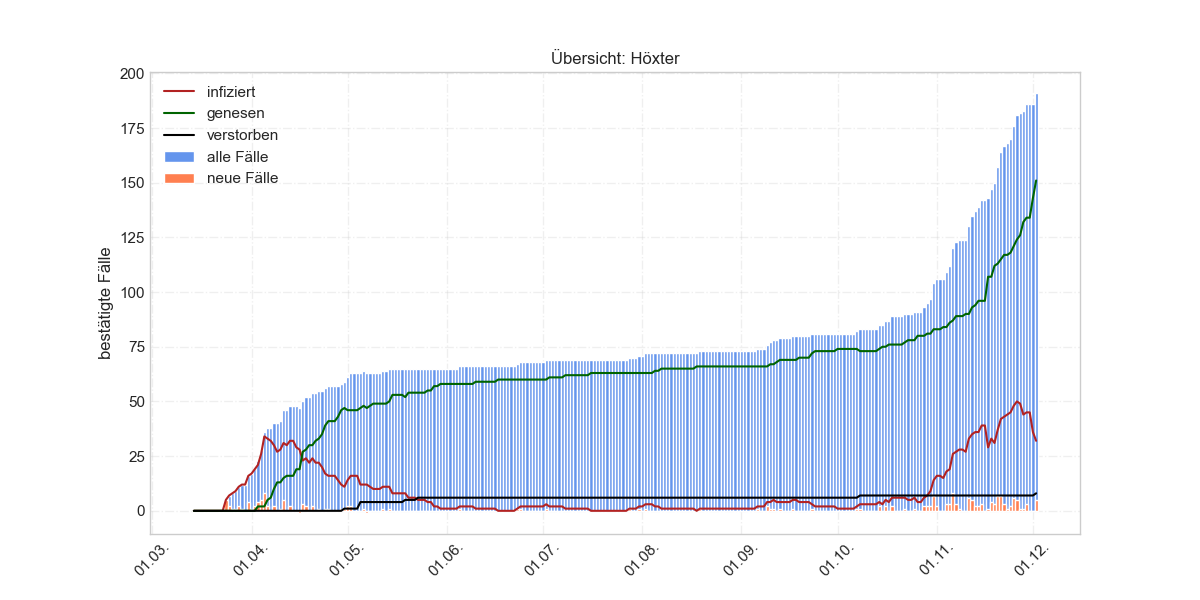 Übersicht: Höxter
infiziert
genesen
verstorben
alle Fälle
neue Fälle
bestätigte Fälle
200
175
150
125
100
75
50
25
0
01.03.
01.04.
01.05.
01.06.
01.07.
01.08.
01.09.
01.10.
01.11.
01.12.